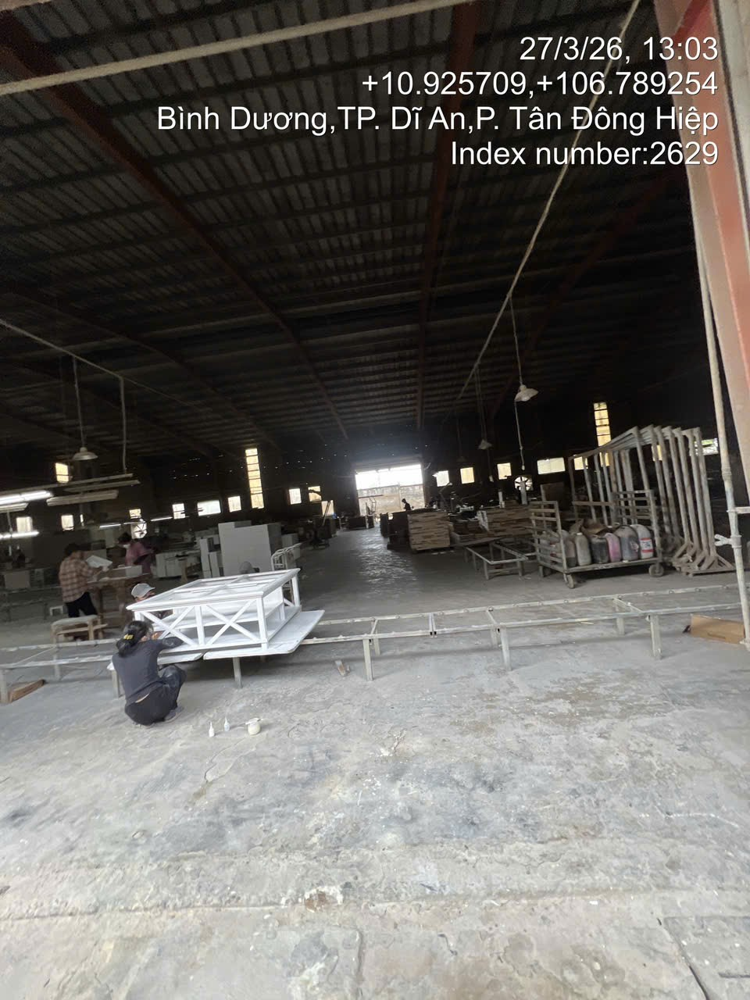 27/3/26, 13:03
+10.925709,+106.789254
Bình Dương,TP. Dĩ An,P. Tân Đông Hiệp
Index number:2629